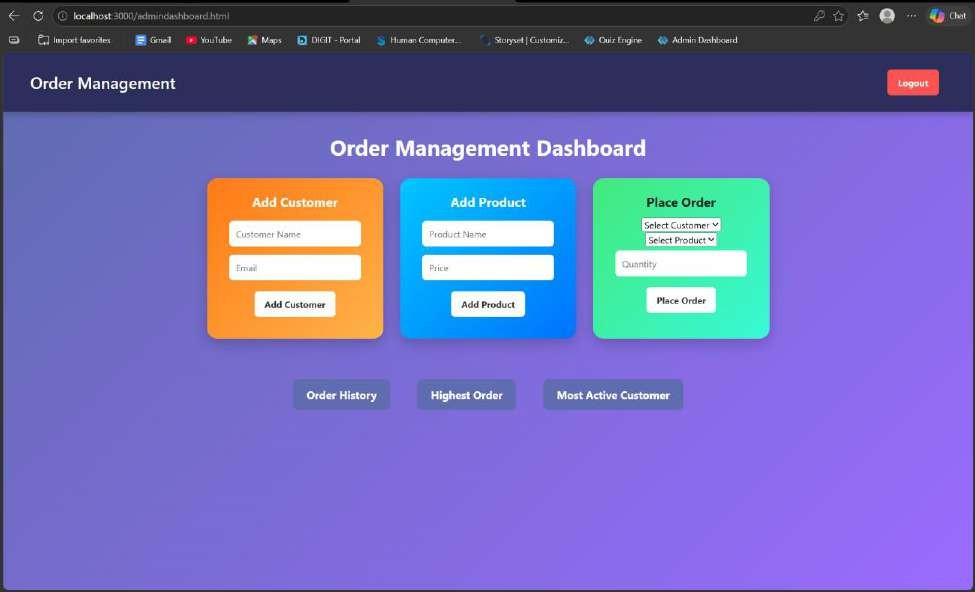 localhost:3000/admindashboard.html
Chat
Import favorites
Gmail
YouTube
Maps
DIGIT - Portal
Human Computer...
Storyset | Customiz...
Quiz Engine
Admin Dashboard
Order Management
Logout
Order Management Dashboard
Add Customer
Customer Name
Email
Add Customer
Add Product
Product Name
Price
Add Product
Place Order
Select Customer
Select Product
Quantity
Place Order
Order History
Highest Order
Most Active Customer